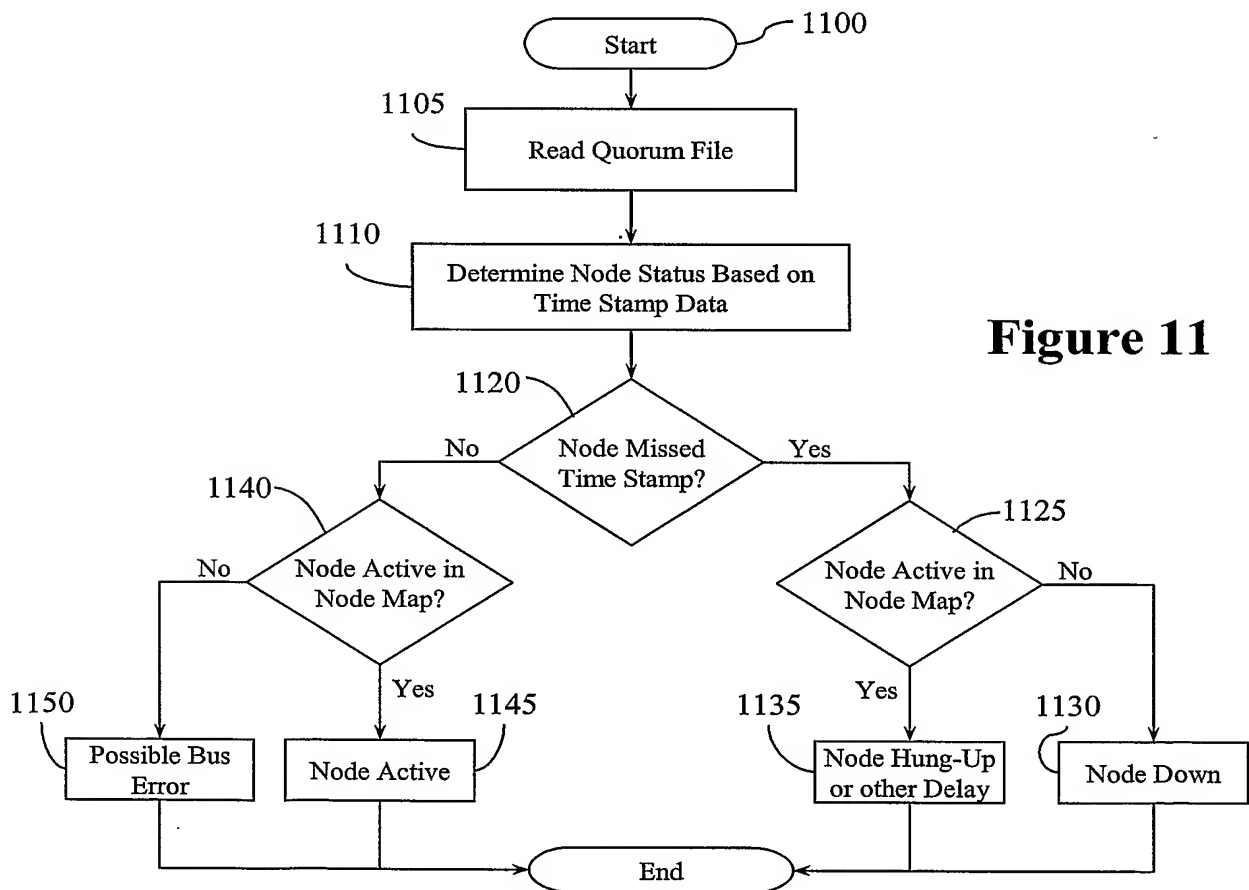 Start
1100
1105
Read Quorum File
1110
Determine Node Status Based on
Time Stamp Data
Figure 11
1120
Node Missed
Time Stamp?
No
Yes
1140
Node Active in
Node Map?
No
Yes
1125
Node Active in
Node Map?
No
Yes
1150
Possible Bus
Error
1145
Node Active
1135
Node Hung-Up
or other Delay
1130
Node Down
End